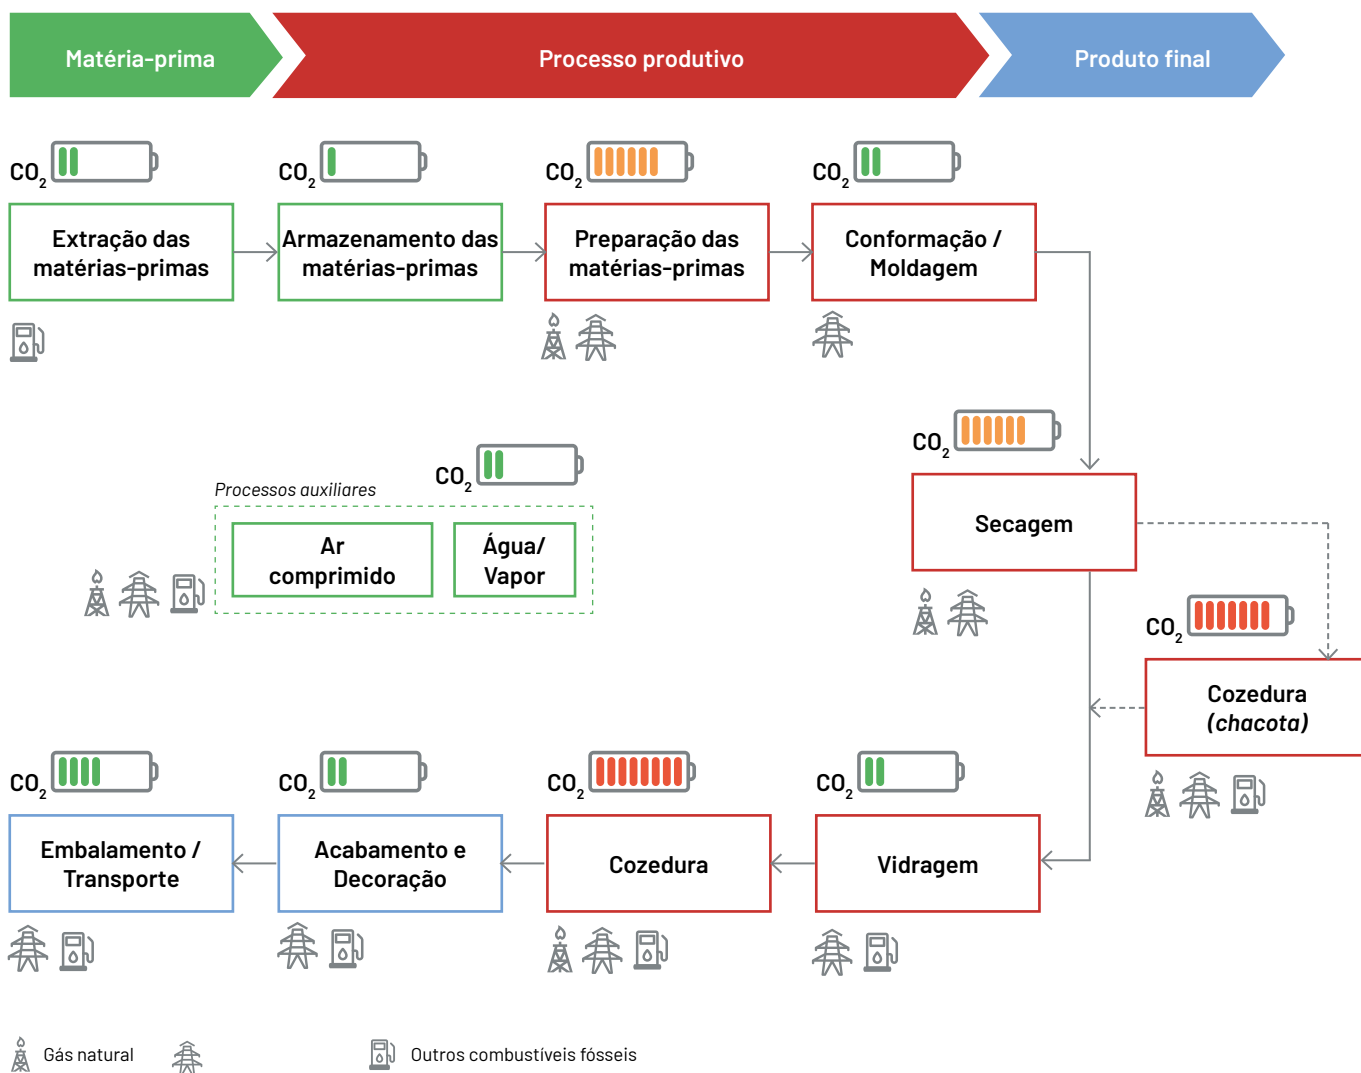 Matéria-prima
Processo produtivo
Produto final
CO2
CO2
CO2
CO2
Extração das
matérias-primas
Armazenamento das
matérias-primas
Preparação das
matérias-primas
Conformação /
Moldagem
CO2
Secagem
CO2
Processos auxiliares
Ar
comprimido
Água/
Vapor
CO2
Cozedura
(chacota)
CO2
CO2
CO2
CO2
Embalamento /
Transporte
Acabamento e
Decoração
Cozedura
Vidragem
Gás natural
Outros combustíveis fósseis